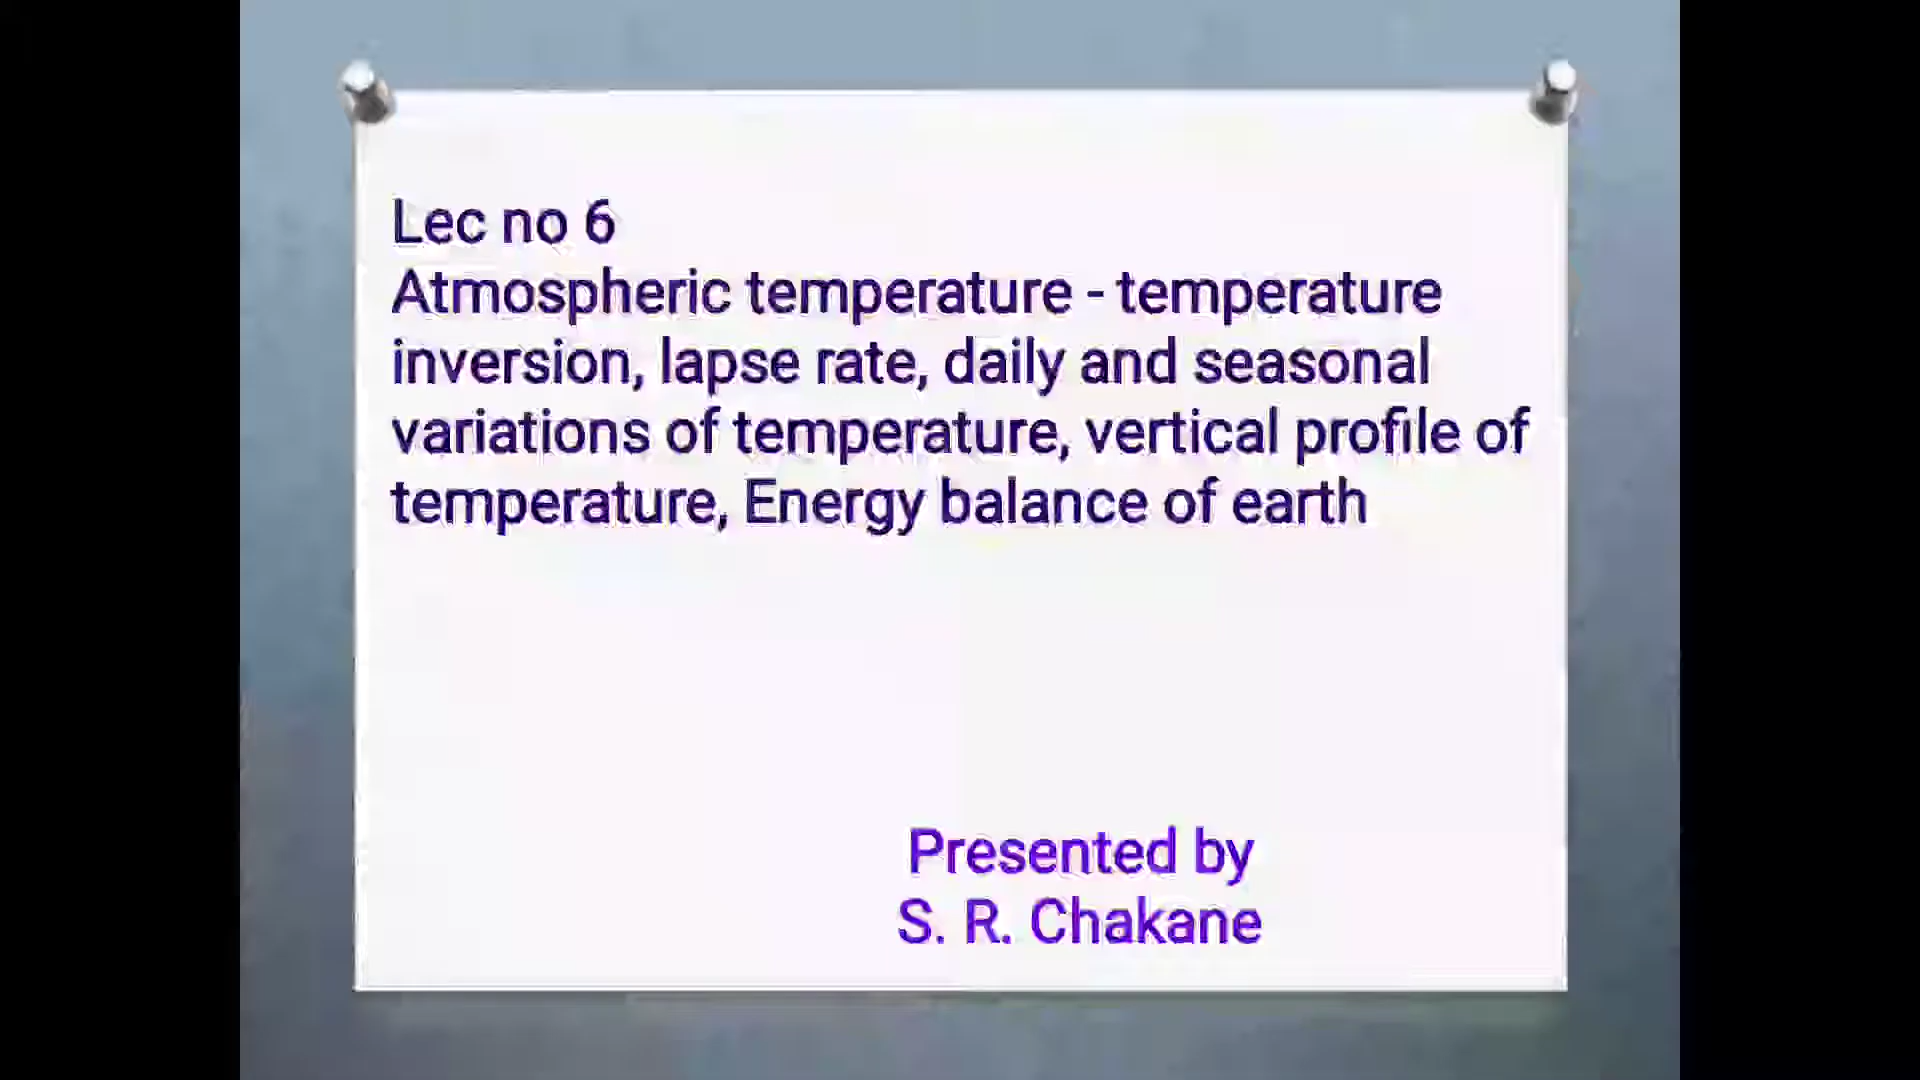 Lec no 6
Atmospheric temperature - temperature
inversion, lapse rate, daily and seasonal
variations of temperature, vertical profile of
temperature, Energy balance of earth
Presented by
S. R. Chakane